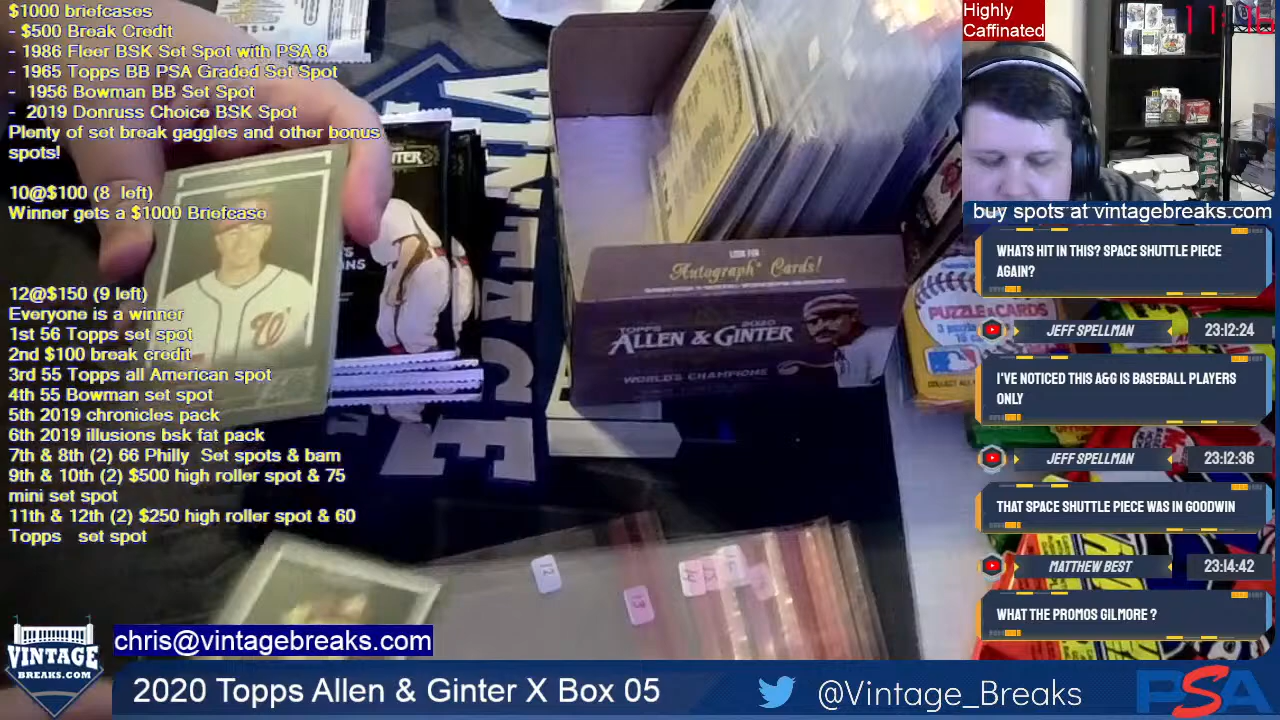 $1000 briefcases
- $500 Break Credit
- 1986 Fleer BSK Set Spot with PSA 8
- 1965 Topps BB PSA Graded Set Spot
- 1956 Bowman BB Set Spot
- 2019 Donruss Choice BSK Spot
Plenty of set break gaggles and other bonus
spots!
10@$100 (8 left)
Winner gets a $1000 Briefcase
12@$150 (9 left)
Everyone is a winner
1st 56 Topps set spot
2nd $100 break credit
3rd 55 Topps all American spot
4th 55 Bowman set spot
5th 2019 chronicles pack
6th 2019 illusions bsk fat pack
7th & 8th (2) 66 Philly Set spots & bam
9th & 10th (2) $500 high roller spot & 75
mini set spot
11th & 12th (2) $250 high roller spot & 60
Topps set spot
VINTAGE
BREAKS.COM
chris@vintagebreaks.com
2020 Topps Allen & Ginter X Box 05
@Vintage_Breaks
PSA
W
LOOK FOR
Autograph* Cards!
TOPPS 2020
ALLEN & GINTER
WORLD'S CHAMPIONS
PUZZLE & CARDS
12
13
Highly
Caffinated
buy spots at vintagebreaks.com
WHATS HIT IN THIS? SPACE SHUTTLE PIECE
AGAIN?
JEFF SPELLMAN 23:12:24
I'VE NOTICED THIS A&G IS BASEBALL PLAYERS
ONLY
JEFF SPELLMAN 23:12:36
THAT SPACE SHUTTLE PIECE WAS IN GOODWIN
MATTHEW BEST 23:14:42
WHAT THE PROMOS GILMORE ?